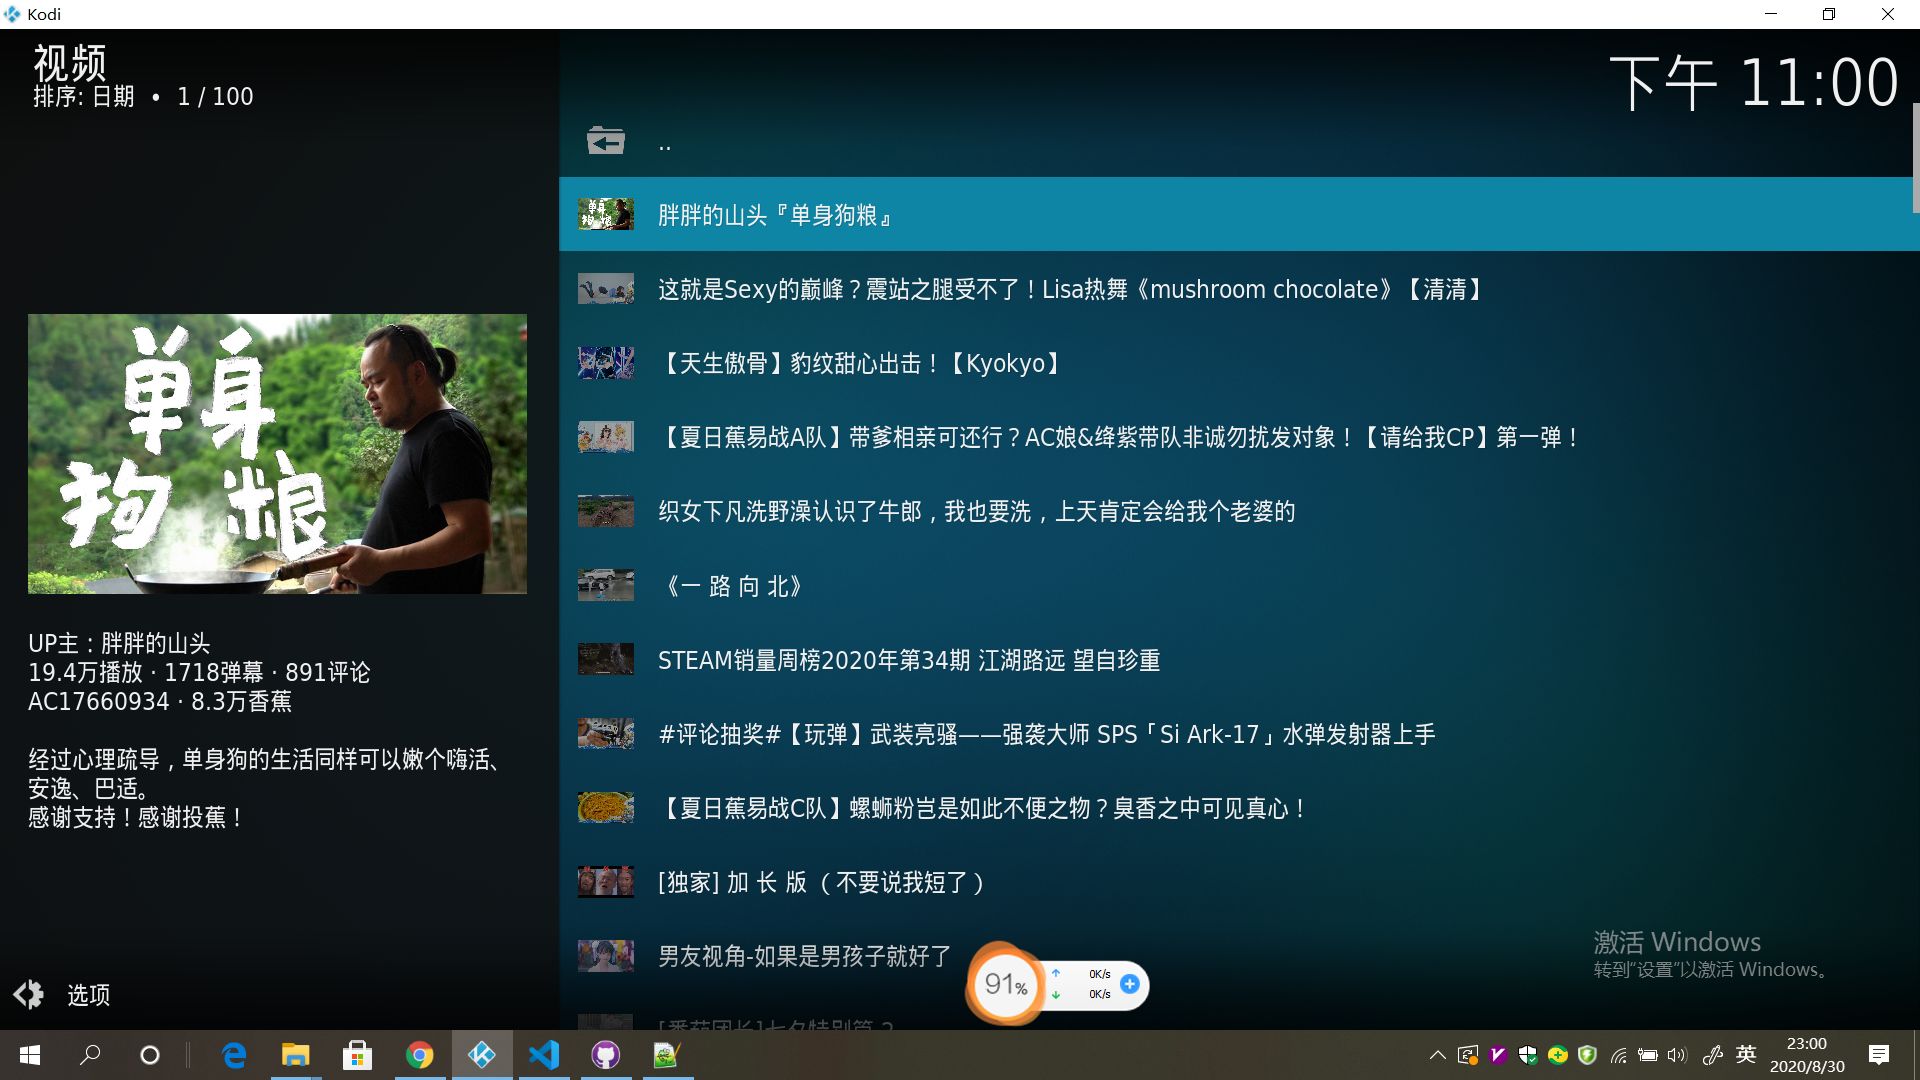 Kodi
视频
排序: 日期 • 1 / 100
下午 11:00
..
胖胖的山头『单身狗粮』
这就是Sexy的巅峰？震站之腿受不了！Lisa热舞《mushroom chocolate》【清清】
【天生傲骨】豹纹甜心出击！【Kyokyo】
【夏日蕉易战A队】带爹相亲可还行？AC娘&绛紫带队非诚勿扰发对象！【请给我CP】第一弹！
织女下凡洗野澡认识了牛郎，我也要洗，上天肯定会给我个老婆的
《一 路 向 北》
STEAM销量周榜2020年第34期 江湖路远 望自珍重
#评论抽奖#【玩弹】武装亮骚——强袭大师 SPS「Si Ark-17」水弹发射器上手
【夏日蕉易战C队】螺蛳粉岂是如此不便之物？臭香之中可见真心！
[独家] 加 长 版 （不要说我短了）
男友视角-如果是男孩子就好了
[番茄团长]七夕特别篇 2
单身
狗粮
UP主：胖胖的山头
19.4万播放 · 1718弹幕 · 891评论
AC17660934 · 8.3万香蕉
经过心理疏导，单身狗的生活同样可以嫩个嗨活、
安逸、巴适。
感谢支持！感谢投蕉！
选项
91%
0K/s
0K/s
激活 Windows
转到“设置”以激活 Windows。
英
23:00
2020/8/30